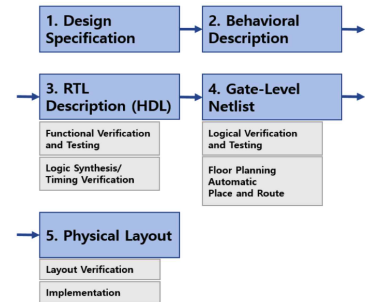 1. Design
Specification
2. Behavioral
Description
3. RTL
Description (HDL)
Functional Verification
and Testing
Logic Synthesis/
Timing Verification
4. Gate-Level
Netlist
Logical Verification
and Testing
Floor Planning
Automatic
Place and Route
5. Physical Layout
Layout Verification
Implementation